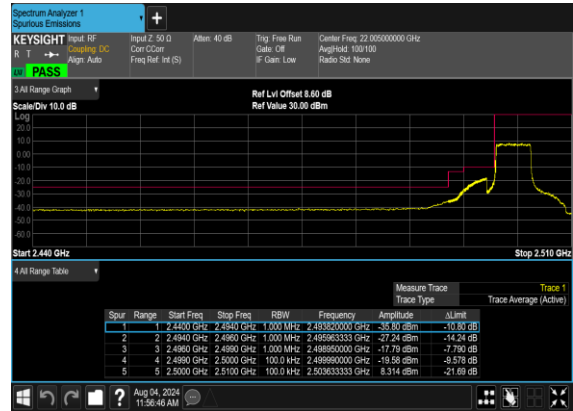 Spectrum Analyzer 1
Spurious Emissions
+
KEYSIGHT Input: RF
R T Coupling: DC
Align: Auto
Input Z: 50 Ω
Corr CCorr
Freq Ref: Int (S)
Atten: 40 dB
Trig: Free Run
Gate: Off
IF Gain: Low
Center Freq: 22.005000000 GHz
Avg|Hold: 100/100
Radio Std: None
PASS
3 All Range Graph
Ref Lvl Offset 8.60 dB
Scale/Div 10.0 dB
Ref Value 30.00 dBm
Log
20.0
10.0
0.00
-10.0
-20.0
-30.0
-40.0
-50.0
-60.0
Start 2.440 GHz
Stop 2.510 GHz
4 All Range Table
Measure Trace Trace 1
Trace Type Trace Average (Active)
Spur Range Start Freq Stop Freq RBW Frequency Amplitude ΔLimit
1 1 2.4400 GHz 2.4940 GHz 1.000 MHz 2.493820000 GHz -35.80 dBm -10.80 dB
2 2 2.4940 GHz 2.4960 GHz 1.000 MHz 2.495963333 GHz -27.24 dBm -14.24 dB
3 3 2.4960 GHz 2.4990 GHz 1.000 MHz 2.498950000 GHz -17.79 dBm -7.790 dB
4 4 2.4990 GHz 2.5000 GHz 100.0 kHz 2.499990000 GHz -19.58 dBm -9.578 dB
5 5 2.5000 GHz 2.5100 GHz 100.0 kHz 2.503633333 GHz 8.314 dBm -21.69 dB
?
Aug 04, 2024
11:56:46 AM